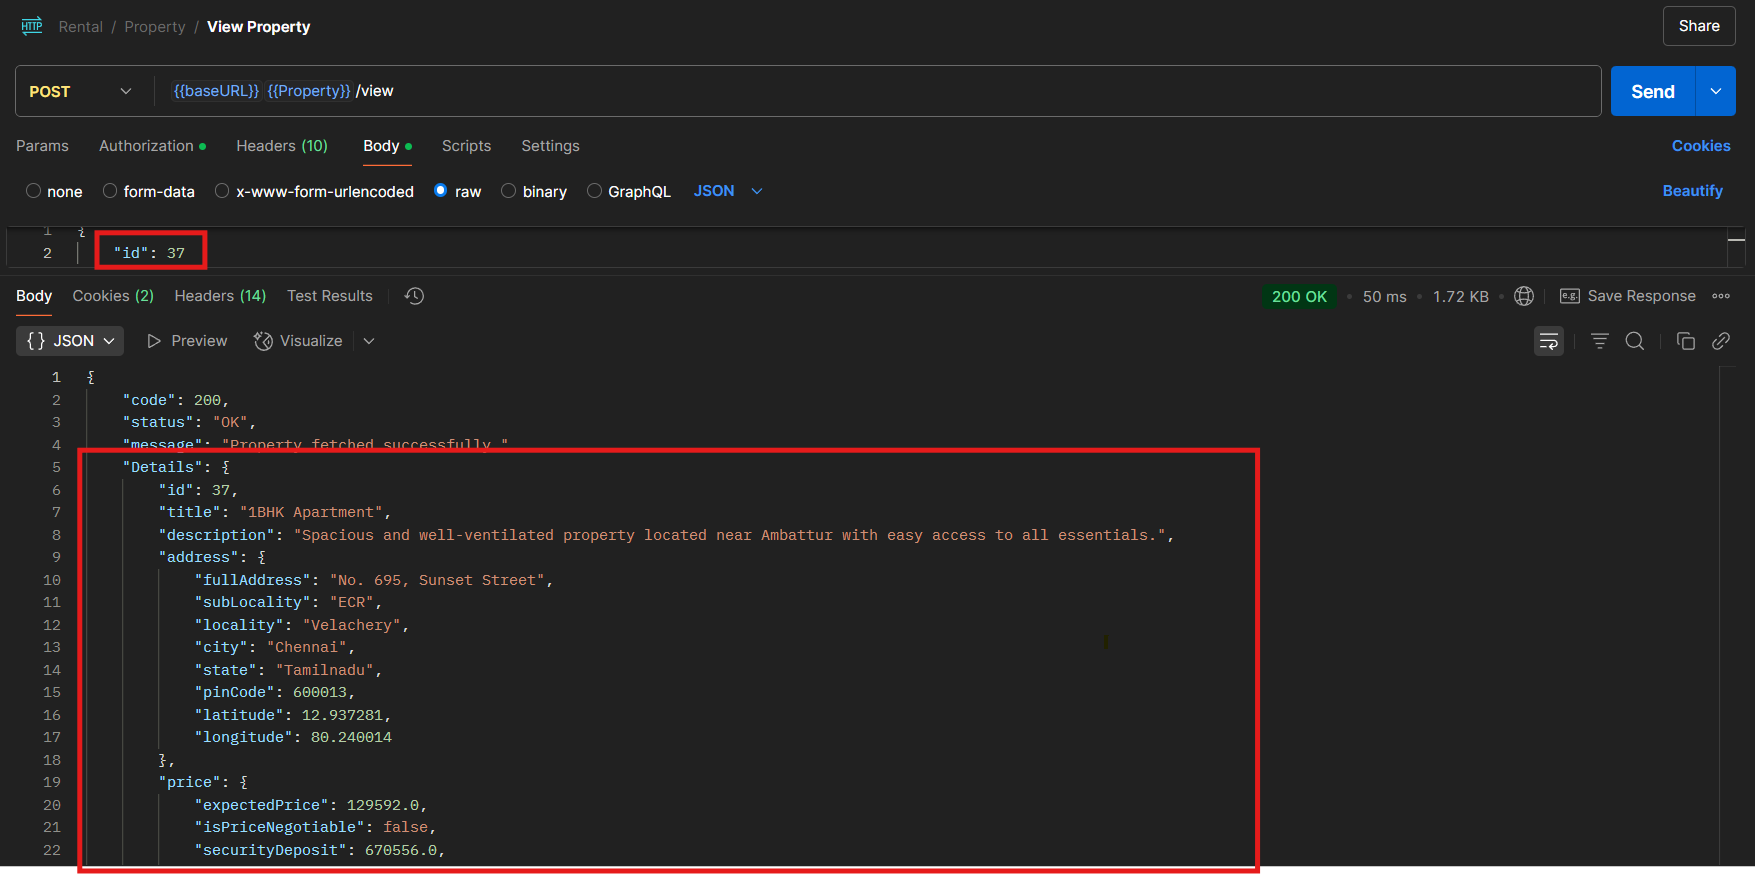 HTTP Rental / Property / View Property Share
POST {{baseURL}} {{Property}} /view Send
Params Authorization Headers (10) Body Scripts Settings Cookies
none form-data x-www-form-urlencoded raw binary GraphQL JSON Beautify
1 {
2 "id": 37
Body Cookies (2) Headers (14) Test Results 200 OK 50 ms 1.72 KB e.g. Save Response
{} JSON Preview Visualize
1 {
2 "code": 200,
3 "status": "OK",
4 "message": "Property fetched successfully."
5 "Details": {
6 "id": 37,
7 "title": "1BHK Apartment",
8 "description": "Spacious and well-ventilated property located near Ambattur with easy access to all essentials.",
9 "address": {
10 "fullAddress": "No. 695, Sunset Street",
11 "subLocality": "ECR",
12 "locality": "Velachery",
13 "city": "Chennai",
14 "state": "Tamilnadu",
15 "pinCode": 600013,
16 "latitude": 12.937281,
17 "longitude": 80.240014
18 },
19 "price": {
20 "expectedPrice": 129592.0,
21 "isPriceNegotiable": false,
22 "securityDeposit": 670556.0,